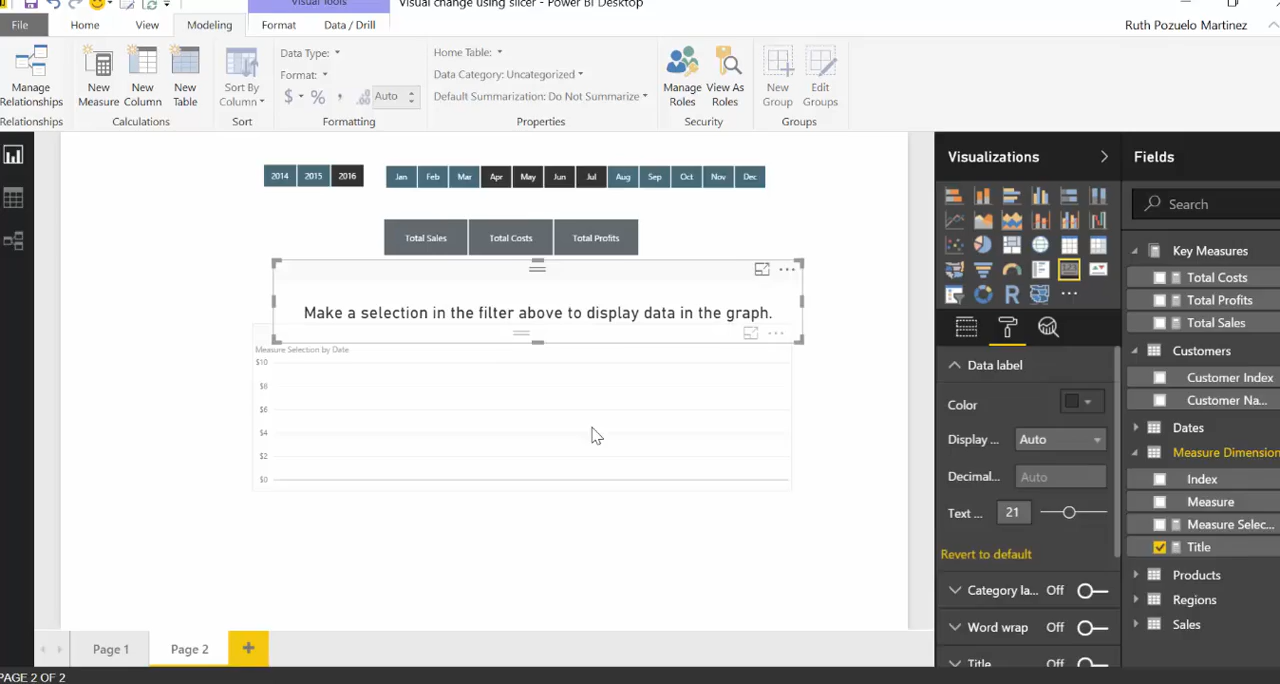 Visual Tools
Visual change using slicer - Power BI Desktop
File
Home
View
Modeling
Format
Data / Drill
Ruth Pozuelo Martinez
Manage Relationships
New Measure
New Column
New Table
Sort By Column
Data Type:
Format:
$ % , Auto
Home Table:
Data Category: Uncategorized
Default Summarization: Do Not Summarize
Manage Roles
View As Roles
New Group
Edit Groups
Relationships
Calculations
Sort
Formatting
Properties
Security
Groups
2014 2015 2016
Jan Feb Mar Apr May Jun Jul Aug Sep Oct Nov Dec
Total Sales Total Costs Total Profits
Make a selection in the filter above to display data in the graph.
Measure Selection by Date
$10
$8
$6
$4
$2
$0
Visualizations
R
Data label
Color
Display ... Auto
Decimal... Auto
Text ... 21
Revert to default
Category la... Off
Word wrap Off
Title Off
Fields
Search
Key Measures
Total Costs
Total Profits
Total Sales
Customers
Customer Index
Customer Na...
Dates
Measure Dimension
Index
Measure
Measure Selec...
Title
Products
Regions
Sales
Page 1
Page 2
+
PAGE 2 OF 2